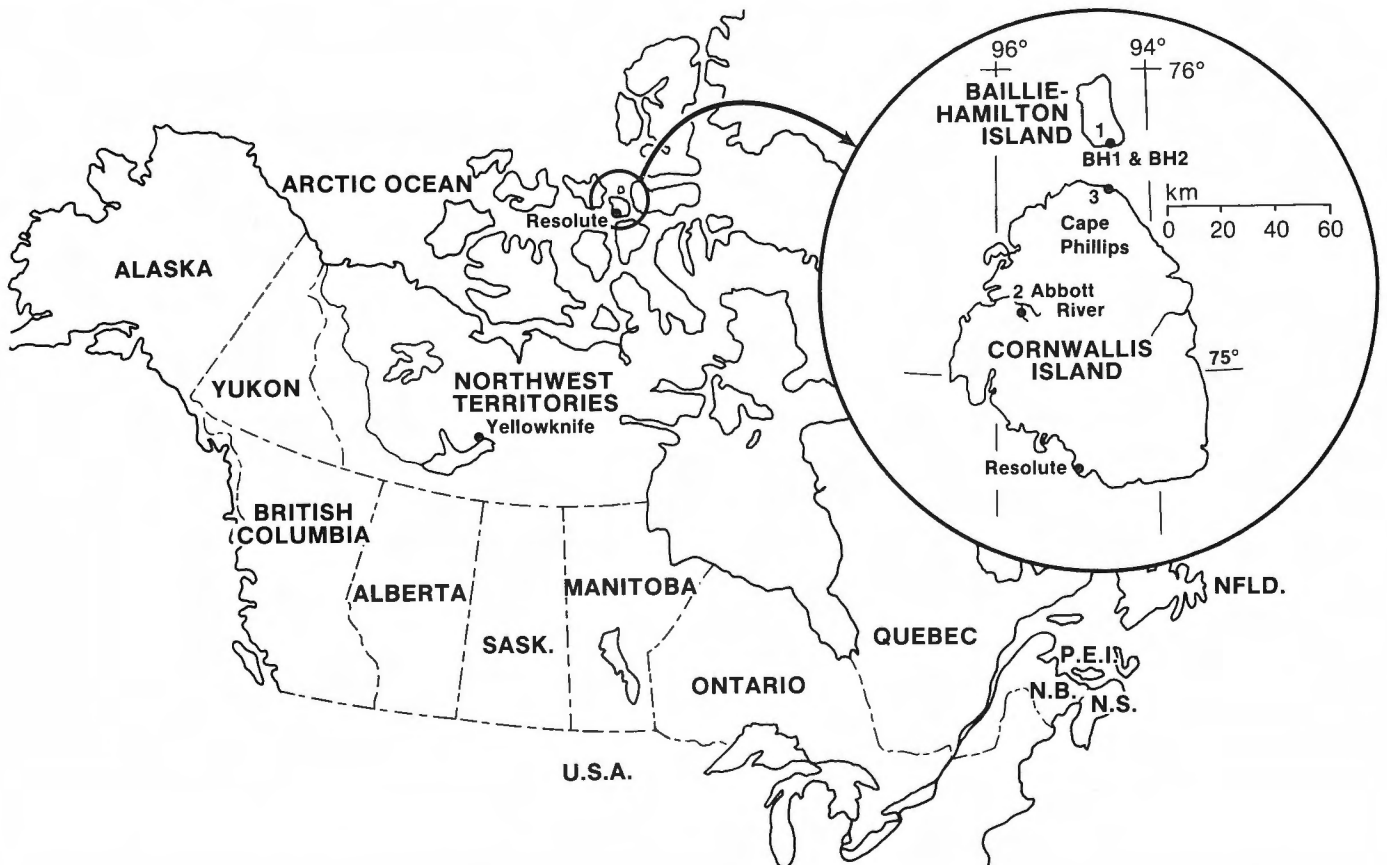 ARCTIC OCEAN
Resolute
ALASKA
YUKON
NORTHWEST
TERRITORIES
Yellowknife
BRITISH
COLUMBIA
ALBERTA
SASK.
MANITOBA
ONTARIO
QUEBEC
NFLD.
P.E.I.
N.B.
N.S.
U.S.A.
96°
94°
76°
BAILLIE-
HAMILTON
ISLAND
1
BH1 & BH2
3
Cape
Phillips
km
0 20 40 60
2 Abbott
River
CORNWALLIS
ISLAND
75°
Resolute